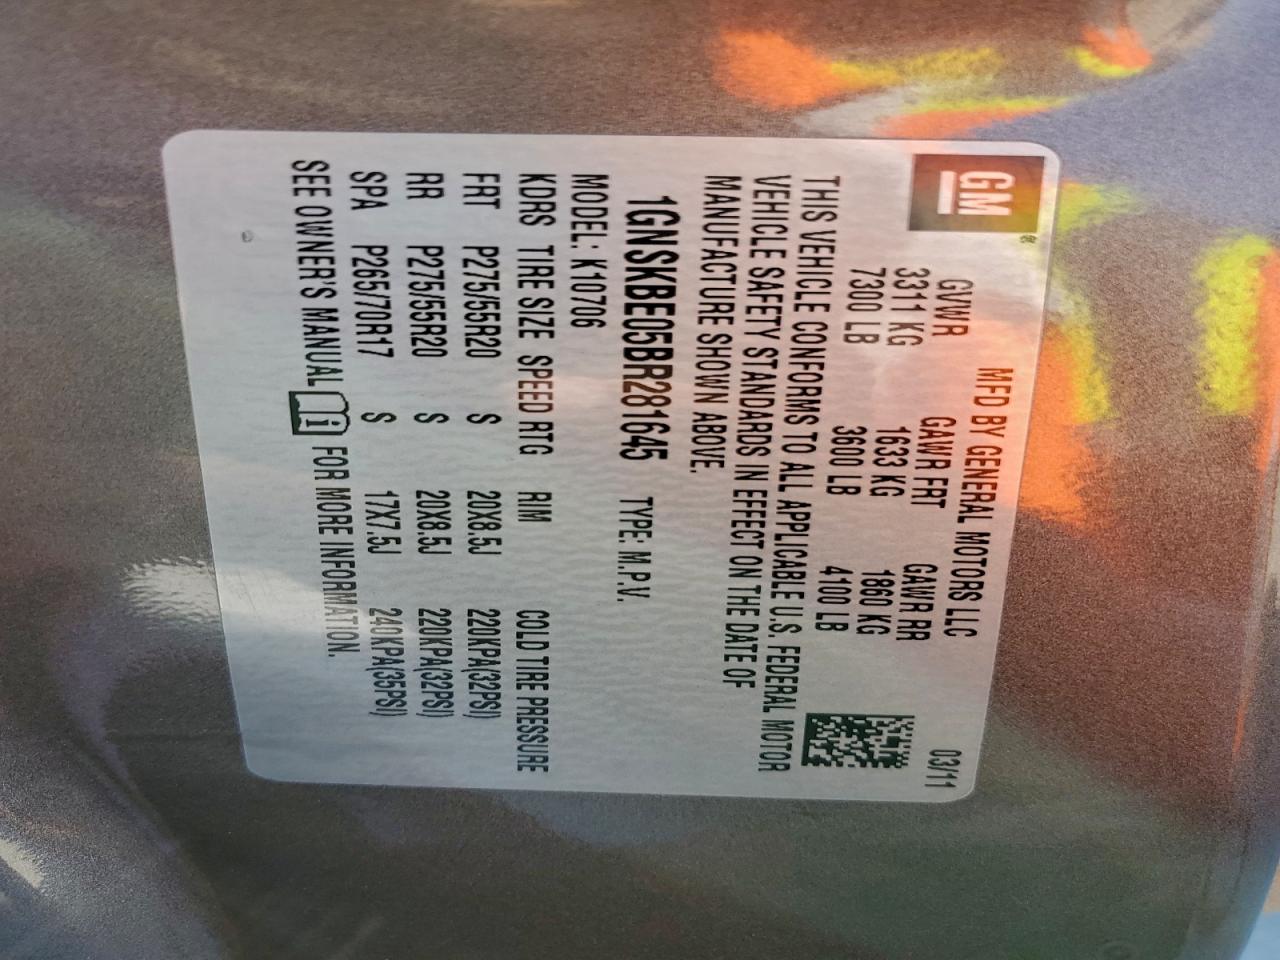 GM®
MFD BY GENERAL MOTORS LLC 03/11
GVWR GAWR FRT GAWR RR
3311 KG 1633 KG 1860 KG
7300 LB 3600 LB 4100 LB
THIS VEHICLE CONFORMS TO ALL APPLICABLE U.S. FEDERAL MOTOR
VEHICLE SAFETY STANDARDS IN EFFECT ON THE DATE OF
MANUFACTURE SHOWN ABOVE.
1GNSKBE05BR281645 TYPE: M.P.V.
MODEL: K10706
KDRS TIRE SIZE SPEED RTG RIM COLD TIRE PRESSURE
FRT P275/55R20 S 20X8.5J 220KPA(32PSI)
RR P275/55R20 S 20X8.5J 220KPA(32PSI)
SPA P265/70R17 S 17X7.5J 240KPA(35PSI)
SEE OWNER'S MANUAL i FOR MORE INFORMATION.